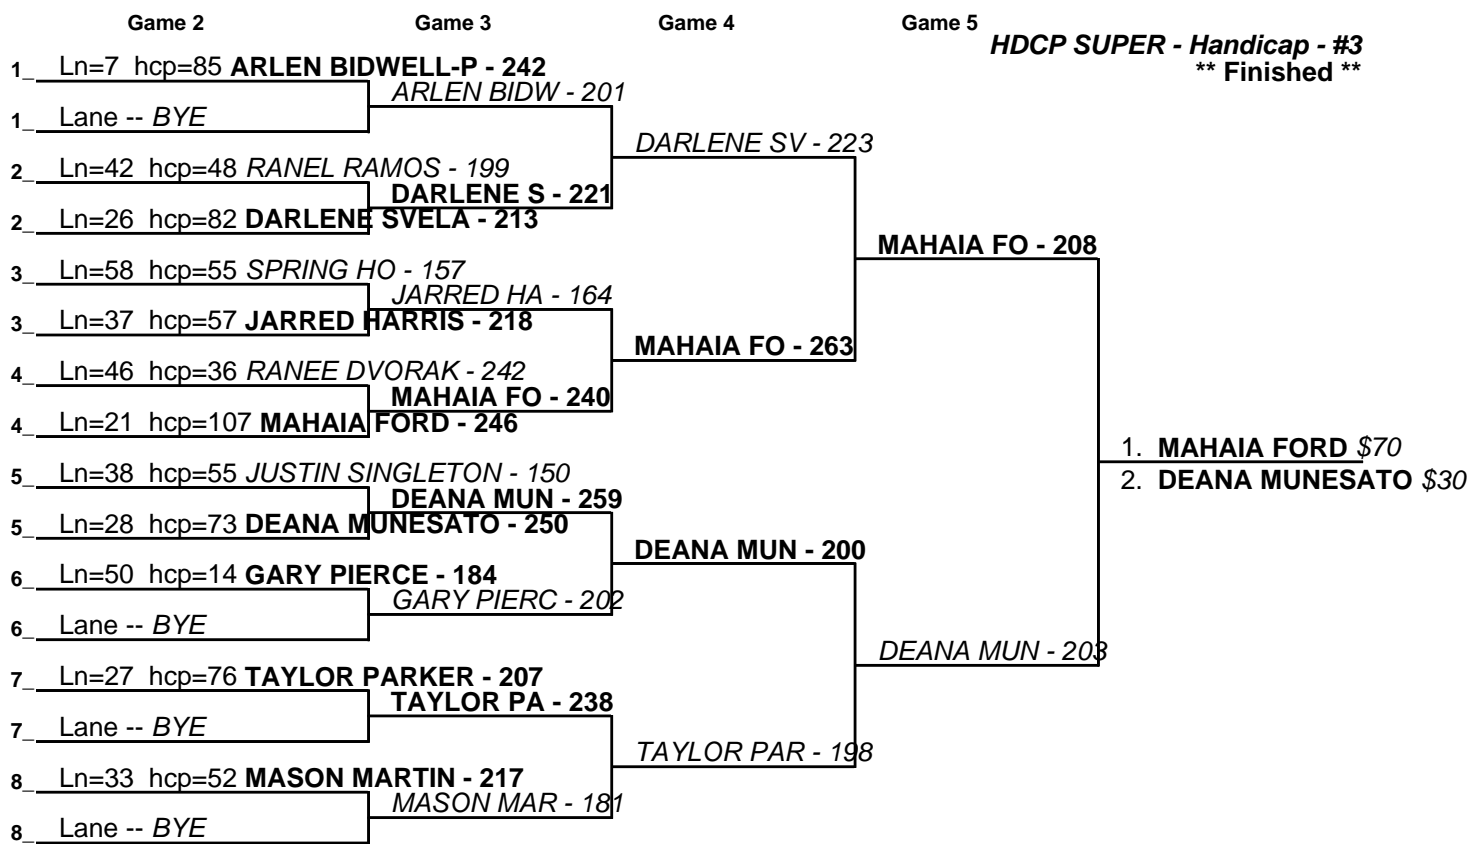 Game 2 Game 3 Game 4 Game 5
HDCP SUPER - Handicap - #3
** Finished **
1_ Ln=7 hcp=85 ARLEN BIDWELL-P - 242
ARLEN BIDW - 201
1_ Lane -- BYE
DARLENE SV - 223
2_ Ln=42 hcp=48 RANEL RAMOS - 199
DARLENE S - 221
2_ Ln=26 hcp=82 DARLENE SVELA - 213
MAHAIA FO - 208
3_ Ln=58 hcp=55 SPRING HO - 157
JARRED HA - 164
3_ Ln=37 hcp=57 JARRED HARRIS - 218
MAHAIA FO - 263
4_ Ln=46 hcp=36 RANEE DVORAK - 242
MAHAIA FO - 240
4_ Ln=21 hcp=107 MAHAIA FORD - 246
1. MAHAIA FORD $70
5_ Ln=38 hcp=55 JUSTIN SINGLETON - 150
2. DEANA MUNESATO $30
DEANA MUN - 259
5_ Ln=28 hcp=73 DEANA MUNESATO - 250
DEANA MUN - 200
6_ Ln=50 hcp=14 GARY PIERCE - 184
GARY PIERC - 202
6_ Lane -- BYE
DEANA MUN - 203
7_ Ln=27 hcp=76 TAYLOR PARKER - 207
TAYLOR PA - 238
7_ Lane -- BYE
TAYLOR PAR - 198
8_ Ln=33 hcp=52 MASON MARTIN - 217
MASON MAR - 181
8_ Lane -- BYE